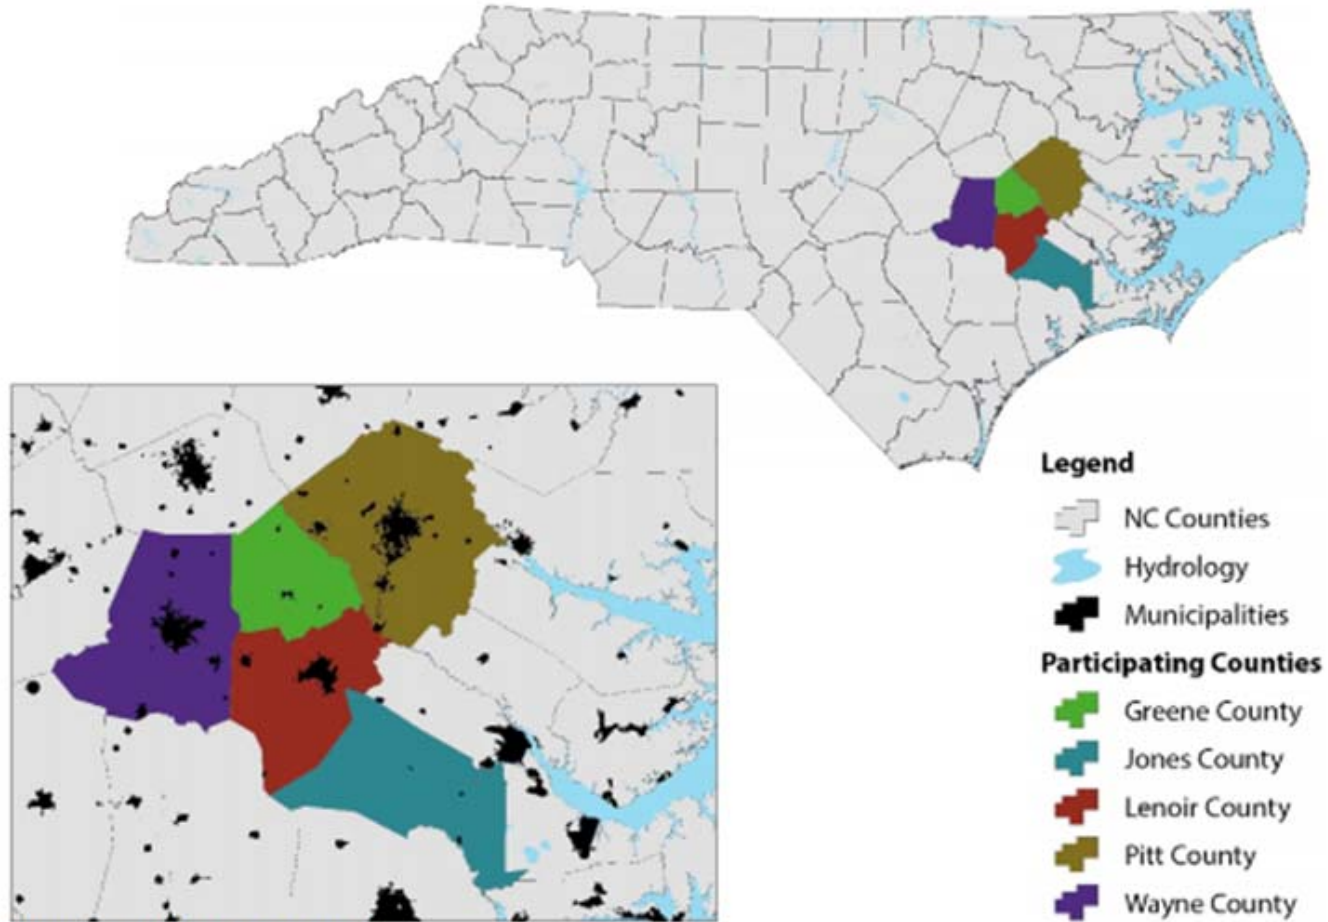 Legend
NC Counties
Hydrology
Municipalities
Participating Counties
Greene County
Jones County
Lenoir County
Pitt County
Wayne County